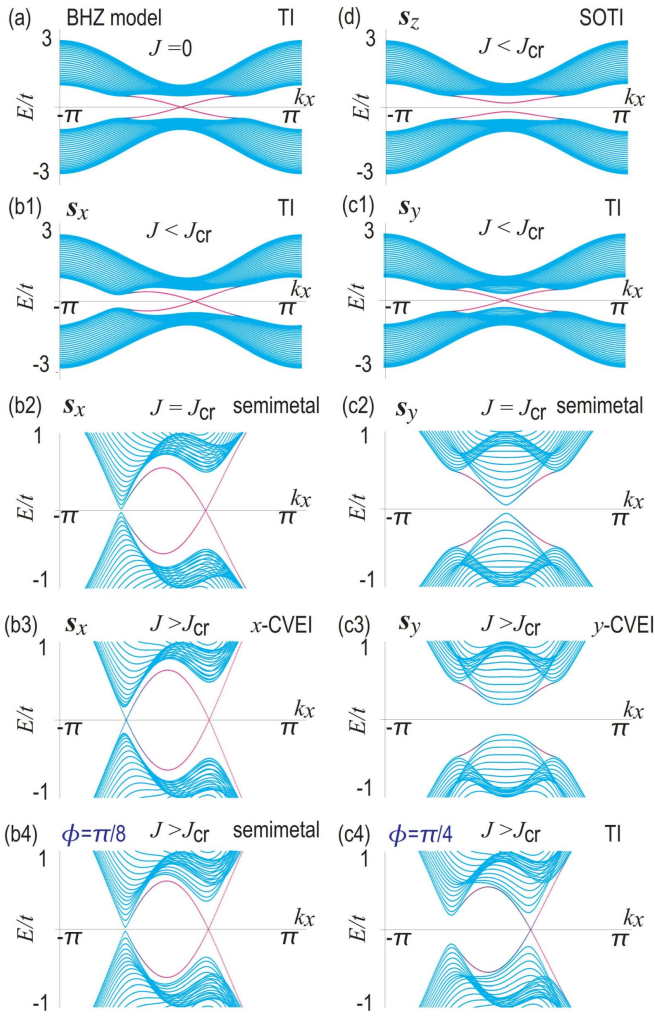 (a) BHZ model TI
J =0
3
E/t
kx
-π π
-3
(d) sz SOTI
J < Jcr
3
E/t
kx
-π π
-3
(b1) sx TI
J < Jcr
3
E/t
kx
-π π
-3
(c1) sy TI
J < Jcr
3
E/t
kx
-π π
-3
(b2) sx J = Jcr semimetal
1
E/t
kx
-π π
-1
(c2) sy J = Jcr semimetal
1
E/t
kx
-π π
-1
(b3) sx J >Jcr x-CVEI
1
E/t
kx
-π π
-1
(c3) sy J >Jcr y-CVEI
1
E/t
kx
-π π
-1
(b4) ϕ=π/8 J >Jcr semimetal
1
E/t
kx
-π π
-1
(c4) ϕ=π/4 J >Jcr TI
1
E/t
kx
-π π
-1